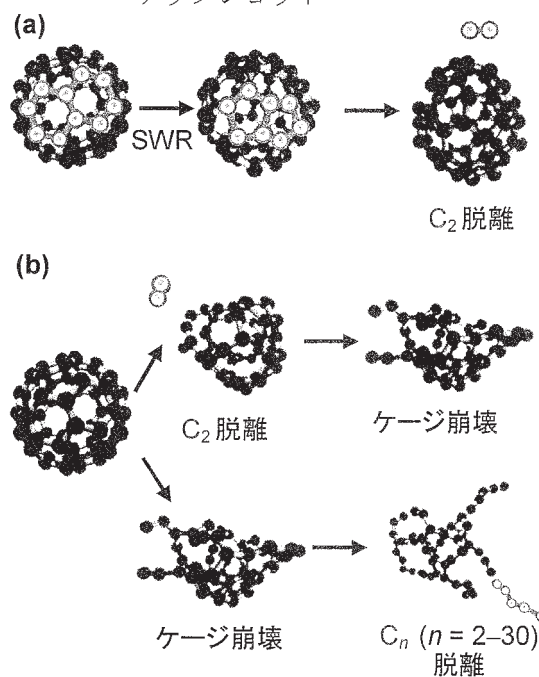 (a)
SWR
C₂ 脱離
(b)
C₂ 脱離
ケージ崩壊
ケージ崩壊
Cₙ (n = 2–30)
脱離